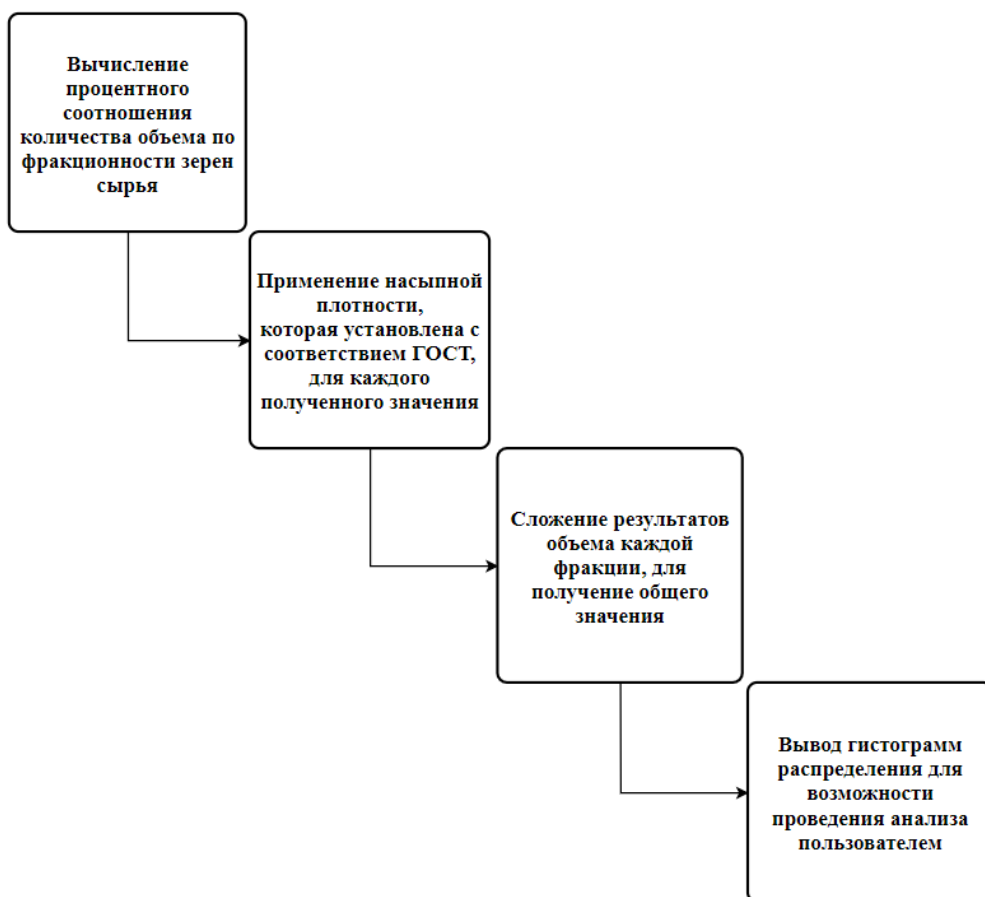 Вычисление
процентного
соотношения
количества объема по
фракционности зерен
сырья
Применение насыпной
плотности,
которая установлена с
соответствием ГОСТ,
для каждого
полученного значения
Сложение результатов
объема каждой
фракции, для
получение общего
значения
Вывод гистограмм
распределения для
возможности
проведения анализа
пользователем